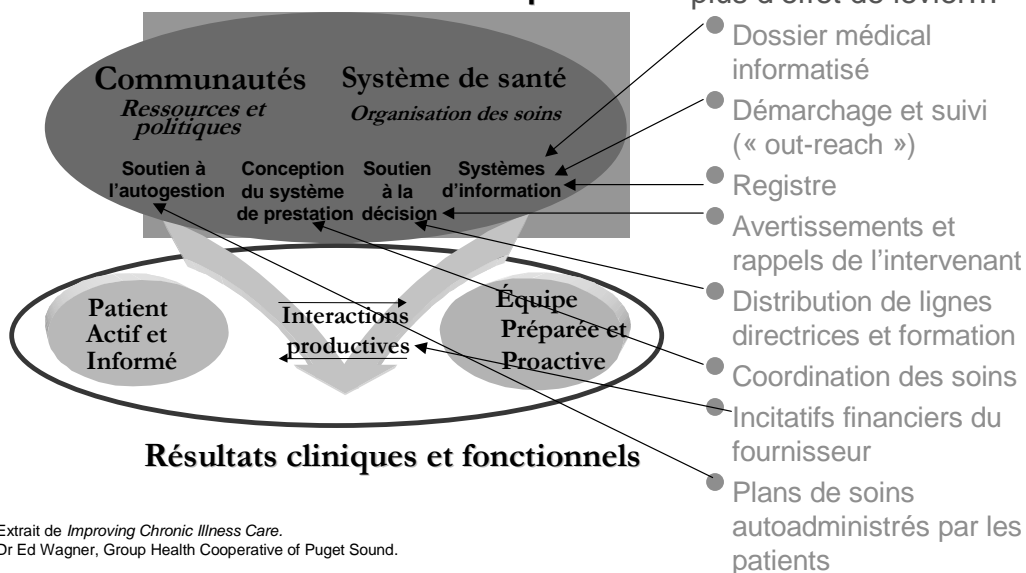 plus d'effet de levier…
Communautés
Ressources et
politiques
Système de santé
Organisation des soins
Soutien à
l'autogestion
Conception
du système
de prestation
Soutien
à la
décision
Systèmes
d'information
Patient
Actif et
Informé
Interactions
productives
Équipe
Préparée et
Proactive
Résultats cliniques et fonctionnels
Dossier médical
informatisé
Démarchage et suivi
(« out-reach »)
Registre
Avertissements et
rappels de l'intervenant
Distribution de lignes
directrices et formation
Coordination des soins
Incitatifs financiers du
fournisseur
Plans de soins
autoadministrés par les
patients
Extrait de Improving Chronic Illness Care.
Dr Ed Wagner, Group Health Cooperative of Puget Sound.